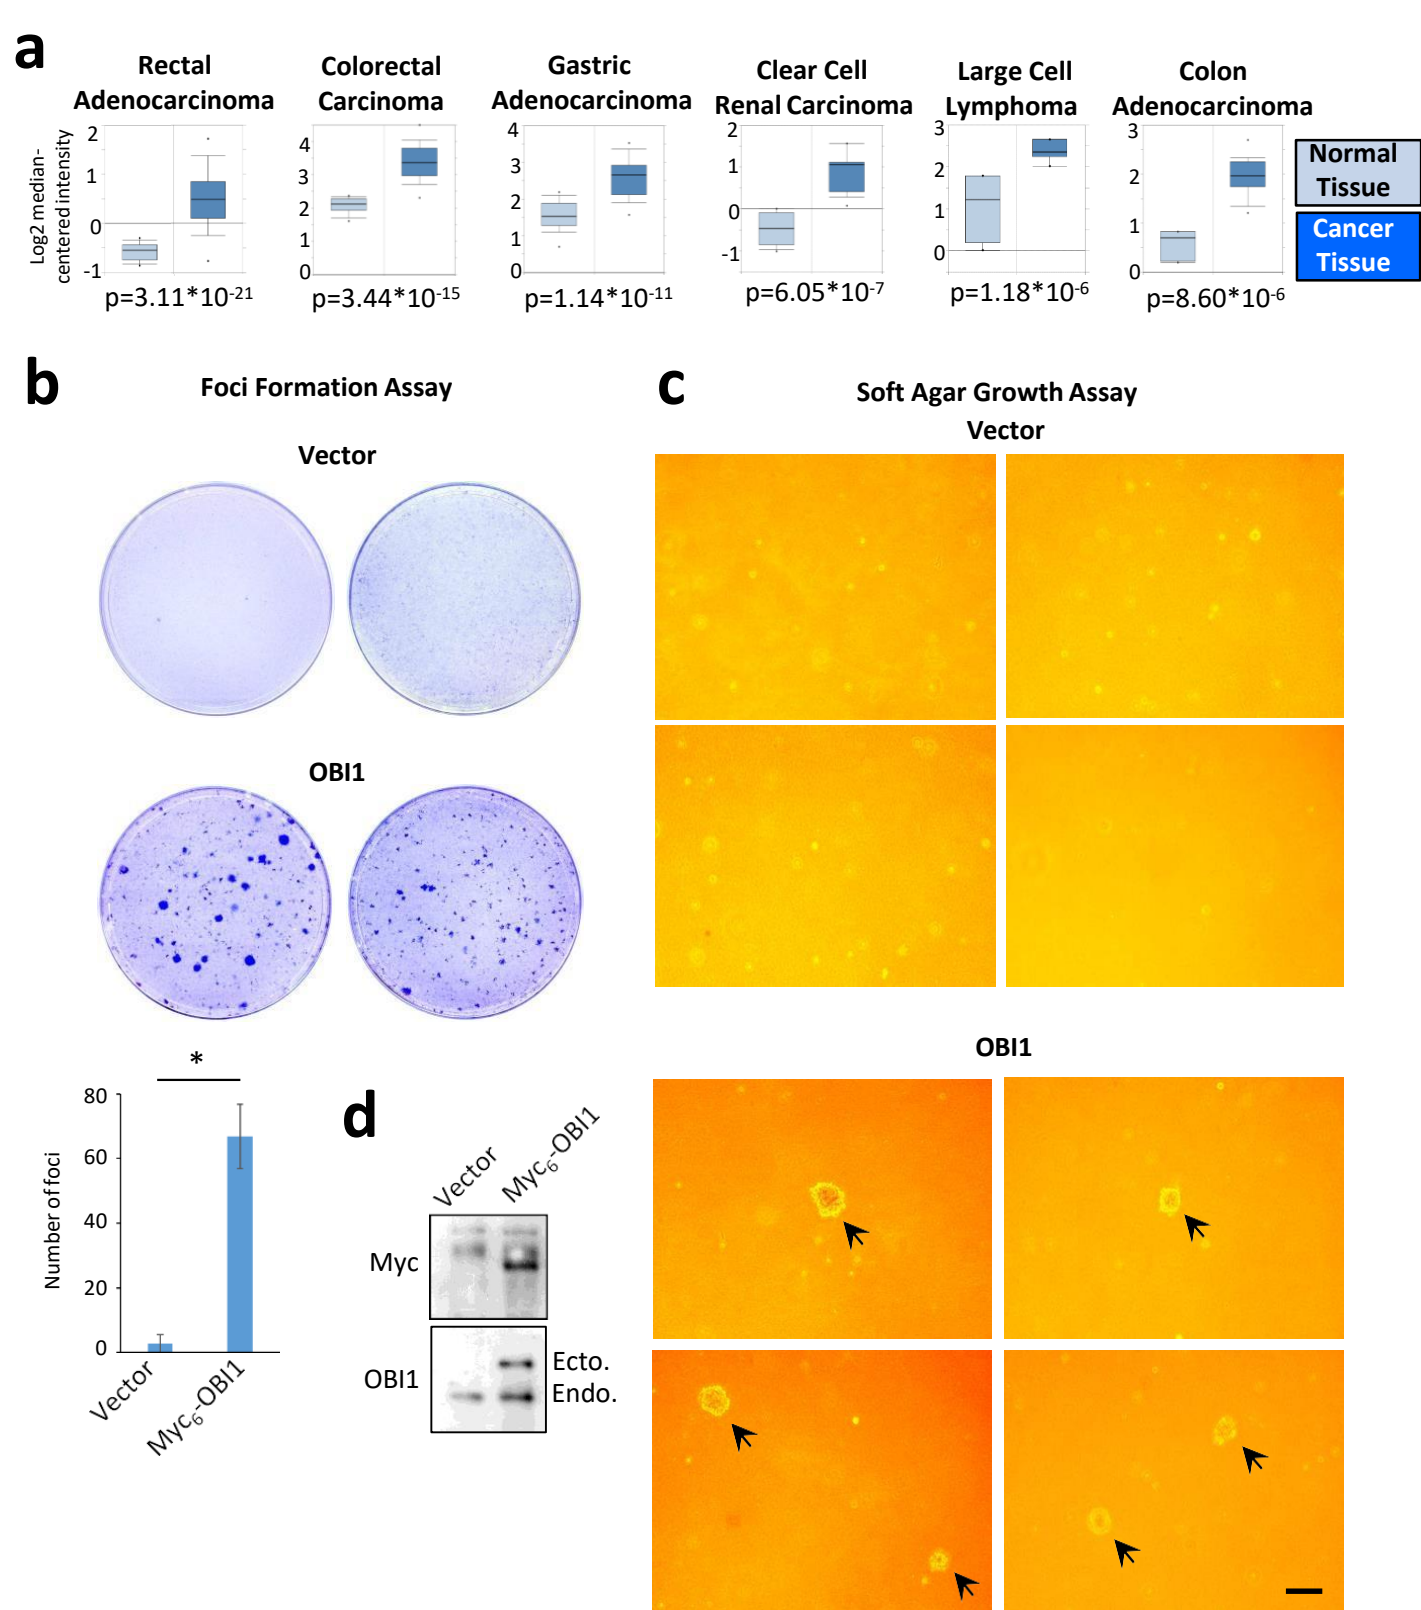 a
Rectal
Adenocarcinoma
Colorectal
Carcinoma
Gastric
Adenocarcinoma
Clear Cell
Renal Carcinoma
Large Cell
Lymphoma
Colon
Adenocarcinoma
Log2 median-
centered intensity
2
1
0
-1
4
3
2
1
0
4
3
2
1
0
2
1
0
-1
3
2
1
0
3
2
1
0
Normal
Tissue
Cancer
Tissue
p=3.11*10-21
p=3.44*10-15
p=1.14*10-11
p=6.05*10-7
p=1.18*10-6
p=8.60*10-6
b
Foci Formation Assay
Vector
OBI1
*
Number of foci
80
60
40
20
0
Vector
Myc6-OBI1
c
Soft Agar Growth Assay
Vector
OBI1
d
Vector
Myc6-OBI1
Myc
OBI1
Ecto.
Endo.